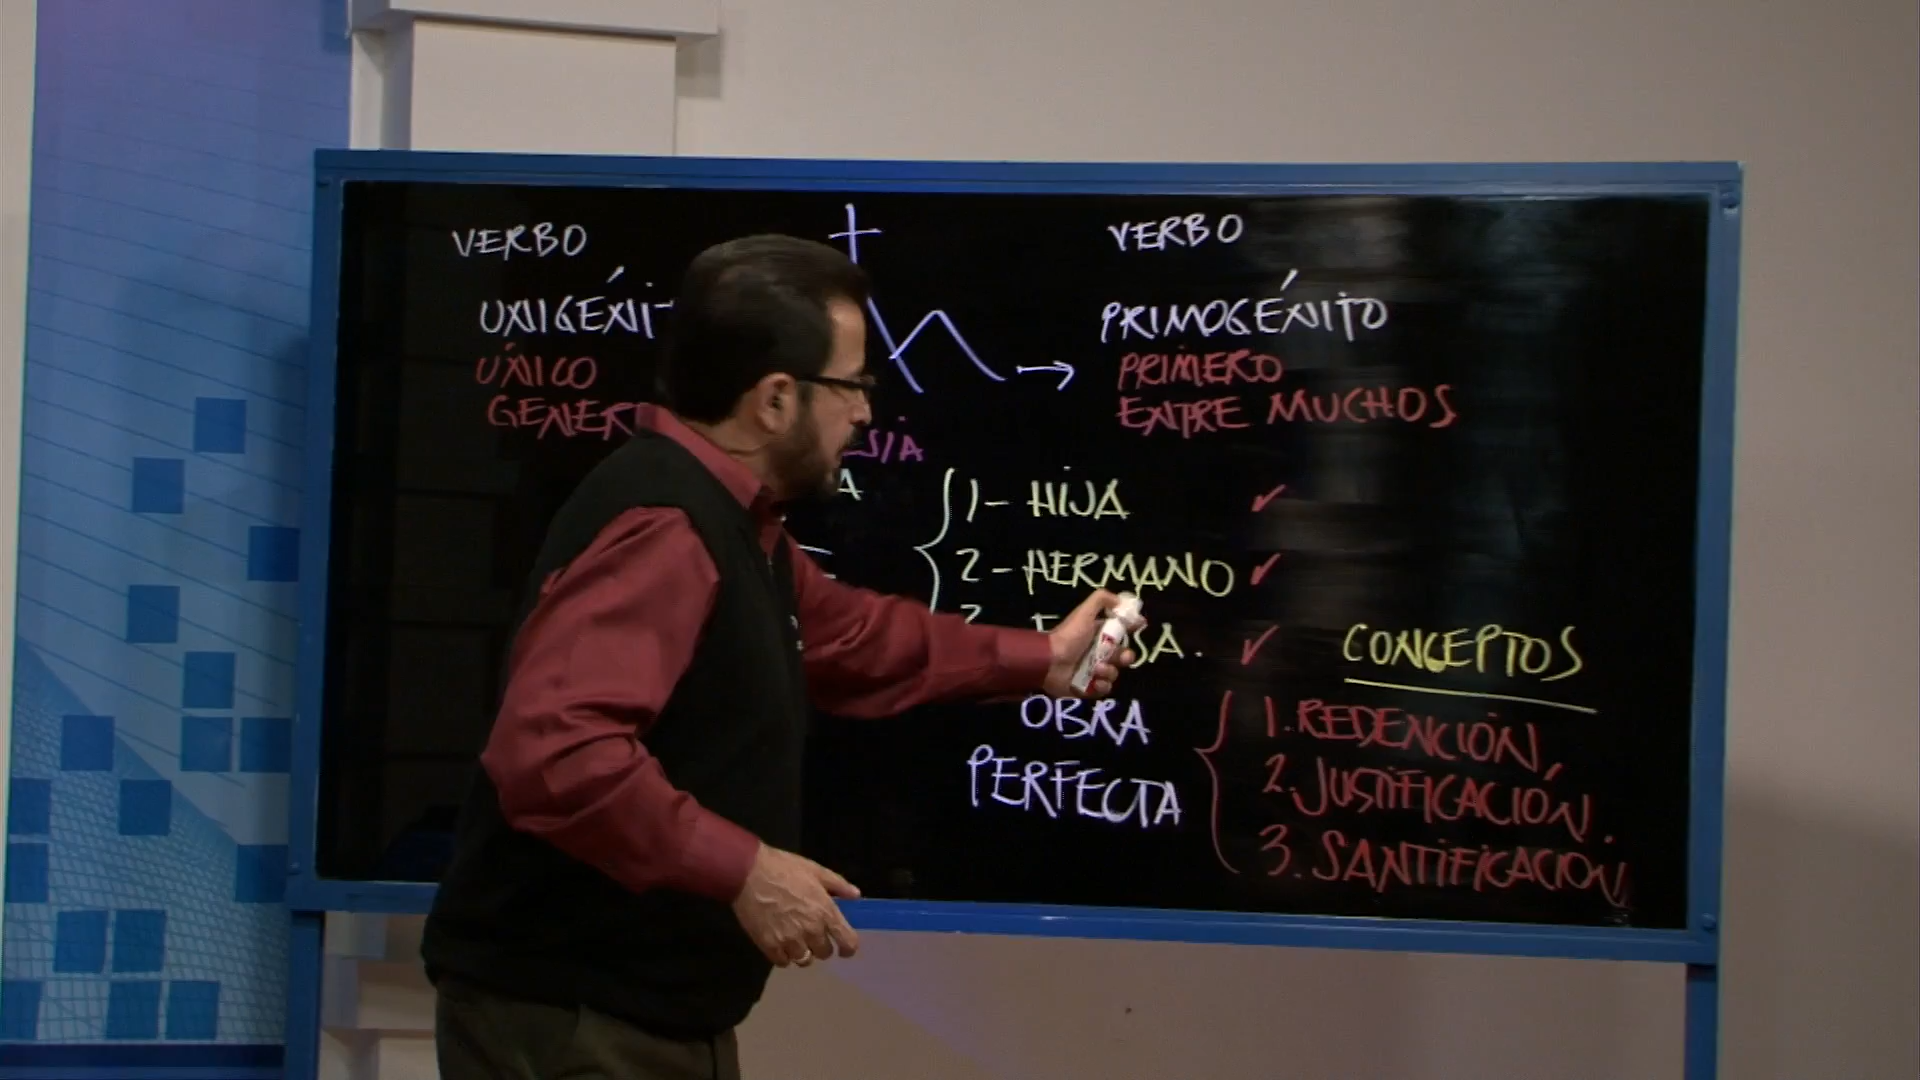 VERBO
ÚNICO
VERBO
PRIMOGÉNITO
PRIMERO
ENTRE MUCHOS
1- HIJA
2- HERMANO
CONCEPTOS
OBRA
PERFECTA
1. REDENCIÓN,
2. JUSTIFICACIÓN.
3. SANTIFICACIÓN,